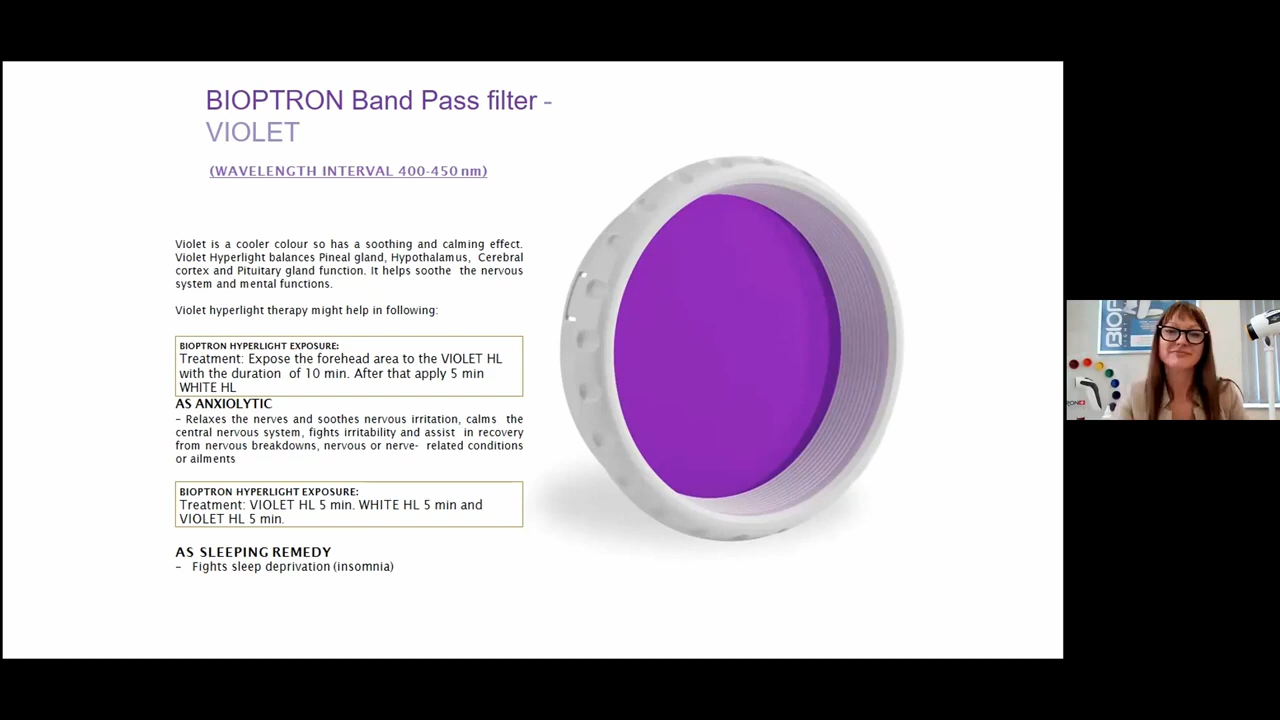 BIOPTRON Band Pass filter -
VIOLET
(WAVELENGTH INTERVAL 400-450 nm)
Violet is a cooler colour so has a soothing and calming effect.
Violet Hyperlight balances Pineal gland, Hypothalamus, Cerebral
cortex and Pituitary gland function. It helps soothe the nervous
system and mental functions.
Violet hyperlight therapy might help in following:
BIOPTRON HYPERLIGHT EXPOSURE:
Treatment: Expose the forehead area to the VIOLET HL
with the duration of 10 min. After that apply 5 min
WHITE HL
AS ANXIOLYTIC
- Relaxes the nerves and soothes nervous irritation, calms the
central nervous system, fights irritability and assist in recovery
from nervous breakdowns, nervous or nerve- related conditions
or ailments
BIOPTRON HYPERLIGHT EXPOSURE:
Treatment: VIOLET HL 5 min. WHITE HL 5 min and
VIOLET HL 5 min.
AS SLEEPING REMEDY
- Fights sleep deprivation (insomnia)